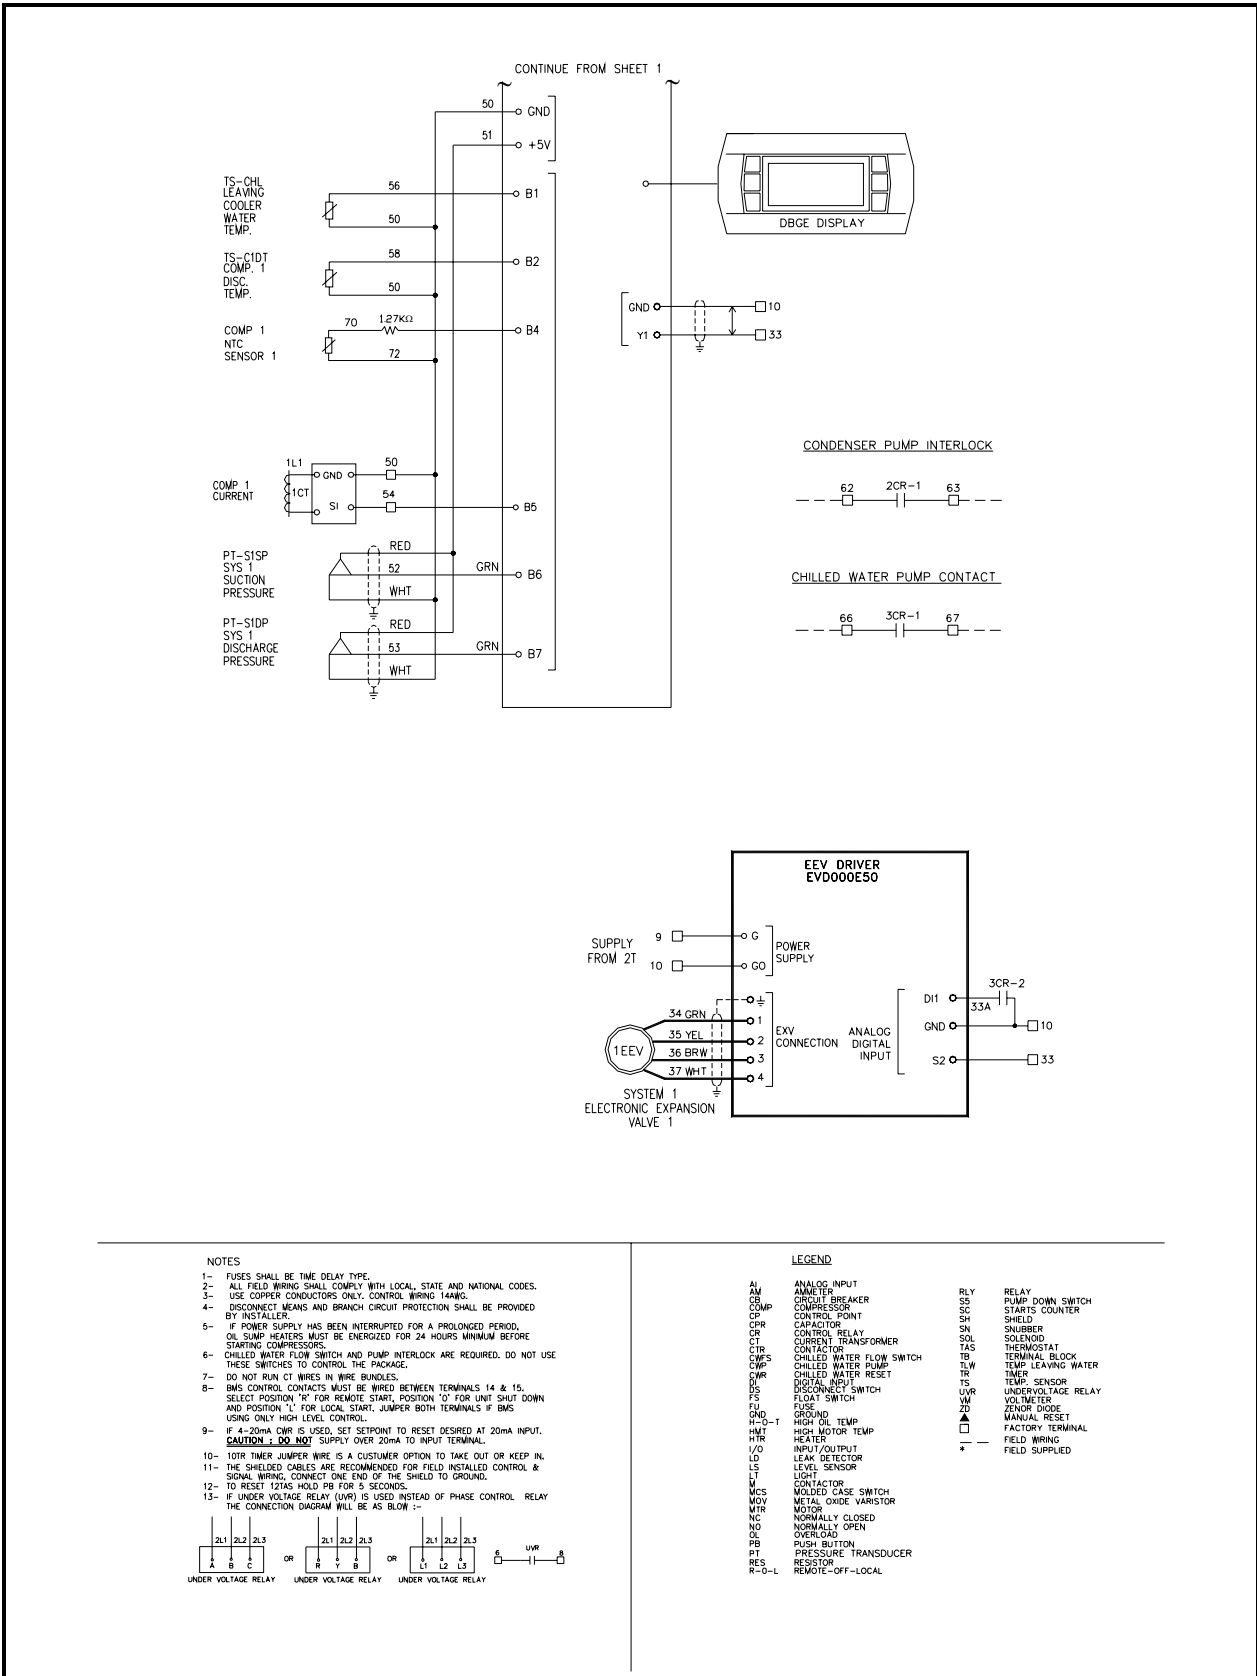 CONTINUE FROM SHEET 1
50
GND
51
+5V
TS-CHL
LEAVING
COOLER
WATER
TEMP.
56
B1
50
TS-C1DT
COMP. 1
DISC.
TEMP.
58
B2
50
COMP 1
NTC
SENSOR 1
70
1.27KΩ
B4
72
COMP 1
CURRENT
1L1
1CT
GND
50
SI
54
B5
PT-S1SP
SYS 1
SUCTION
PRESSURE
RED
52
GRN
B6
WHT
PT-S1DP
SYS 1
DISCHARGE
PRESSURE
RED
53
GRN
B7
WHT
DBGE DISPLAY
GND
10
Y1
33
CONDENSER PUMP INTERLOCK
62
2CR-1
63
CHILLED WATER PUMP CONTACT
66
3CR-1
67
EEV DRIVER
EVD000E50
SUPPLY
FROM 2T
9
G
10
GO
POWER
SUPPLY
34 GRN
1
35 YEL
2
36 BRW
3
37 WHT
4
EXV
CONNECTION
1EEV
SYSTEM 1
ELECTRONIC EXPANSION
VALVE 1
ANALOG
DIGITAL
INPUT
DI1
33A
3CR-2
GND
10
S2
33
NOTES
1- FUSES SHALL BE TIME DELAY TYPE.
2- ALL FIELD WIRING SHALL COMPLY WITH LOCAL, STATE AND NATIONAL CODES.
3- USE COPPER CONDUCTORS ONLY. CONTROL WIRING 14AWG.
4- DISCONNECT MEANS AND BRANCH CIRCUIT PROTECTION SHALL BE PROVIDED
BY INSTALLER.
5- IF POWER SUPPLY HAS BEEN INTERRUPTED FOR A PROLONGED PERIOD,
OIL SUMP HEATERS MUST BE ENERGIZED FOR 24 HOURS MINIMUM BEFORE
STARTING COMPRESSORS.
6- CHILLED WATER FLOW SWITCH AND PUMP INTERLOCK ARE REQUIRED. DO NOT USE
THESE SWITCHES TO CONTROL THE PACKAGE.
7- DO NOT RUN CT WIRES IN WIRE BUNDLES.
8- BMS CONTROL CONTACTS MUST BE WIRED BETWEEN TERMINALS 14 & 15.
SELECT POSITION 'R' FOR REMOTE START, POSITION 'O' FOR UNIT SHUT DOWN
AND POSITION 'L' FOR LOCAL START. JUMPER BOTH TERMINALS IF BMS
USING ONLY HIGH LEVEL CONTROL.
9- IF 4-20mA CWR IS USED, SET SETPOINT TO RESET DESIRED AT 20mA INPUT.
CAUTION : DO NOT SUPPLY OVER 20mA TO INPUT TERMINAL.
10- 10TR TIMER JUMPER WIRE IS A CUSTUMER OPTION TO TAKE OUT OR KEEP IN.
11- THE SHIELDED CABLES ARE RECOMMENDED FOR FIELD INSTALLED CONTROL &
SIGNAL WIRING, CONNECT ONE END OF THE SHIELD TO GROUND.
12- TO RESET 12TAS HOLD PB FOR 5 SECONDS.
13- IF UNDER VOLTAGE RELAY (UVR) IS USED INSTEAD OF PHASE CONTROL RELAY
THE CONNECTION DIAGRAM WILL BE AS BLOW :-
2L1 2L2 2L3
A B C
UNDER VOLTAGE RELAY
OR
2L1 2L2 2L3
R Y B
UNDER VOLTAGE RELAY
OR
2L1 2L2 2L3
L1 L2 L3
UNDER VOLTAGE RELAY
6
UVR
8
LEGEND
AI ANALOG INPUT
AM AMMETER
CB CIRCUIT BREAKER
COMP COMPRESSOR
CP CONTROL POINT
CPR CAPACITOR
CR CONTROL RELAY
CT CURRENT TRANSFORMER
CTR CONTACTOR
CWFS CHILLED WATER FLOW SWITCH
CWP CHILLED WATER PUMP
CWR CHILLED WATER RESET
DI DIGITAL INPUT
DS DISCONNECT SWITCH
FS FLOAT SWITCH
FU FUSE
GND GROUND
H-O-T HIGH OIL TEMP
HMT HIGH MOTOR TEMP
HTR HEATER
I/O INPUT/OUTPUT
LD LEAK DETECTOR
LS LEVEL SENSOR
LT LIGHT
M CONTACTOR
MCS MOLDED CASE SWITCH
MOV METAL OXIDE VARISTOR
MTR MOTOR
NC NORMALLY CLOSED
NO NORMALLY OPEN
OL OVERLOAD
PB PUSH BUTTON
PT PRESSURE TRANSDUCER
RES RESISTOR
R-O-L REMOTE-OFF-LOCAL
RLY RELAY
S5 PUMP DOWN SWITCH
SC STARTS COUNTER
SH SHIELD
SN SNUBBER
SOL SOLENOID
TAS THERMOSTAT
TB TERMINAL BLOCK
TLW TEMP LEAVING WATER
TR TIMER
TS TEMP. SENSOR
UVR UNDERVOLTAGE RELAY
VM VOLTMETER
ZD ZENOR DIODE
▲ MANUAL RESET
□ FACTORY TERMINAL
— — FIELD WIRING
* FIELD SUPPLIED